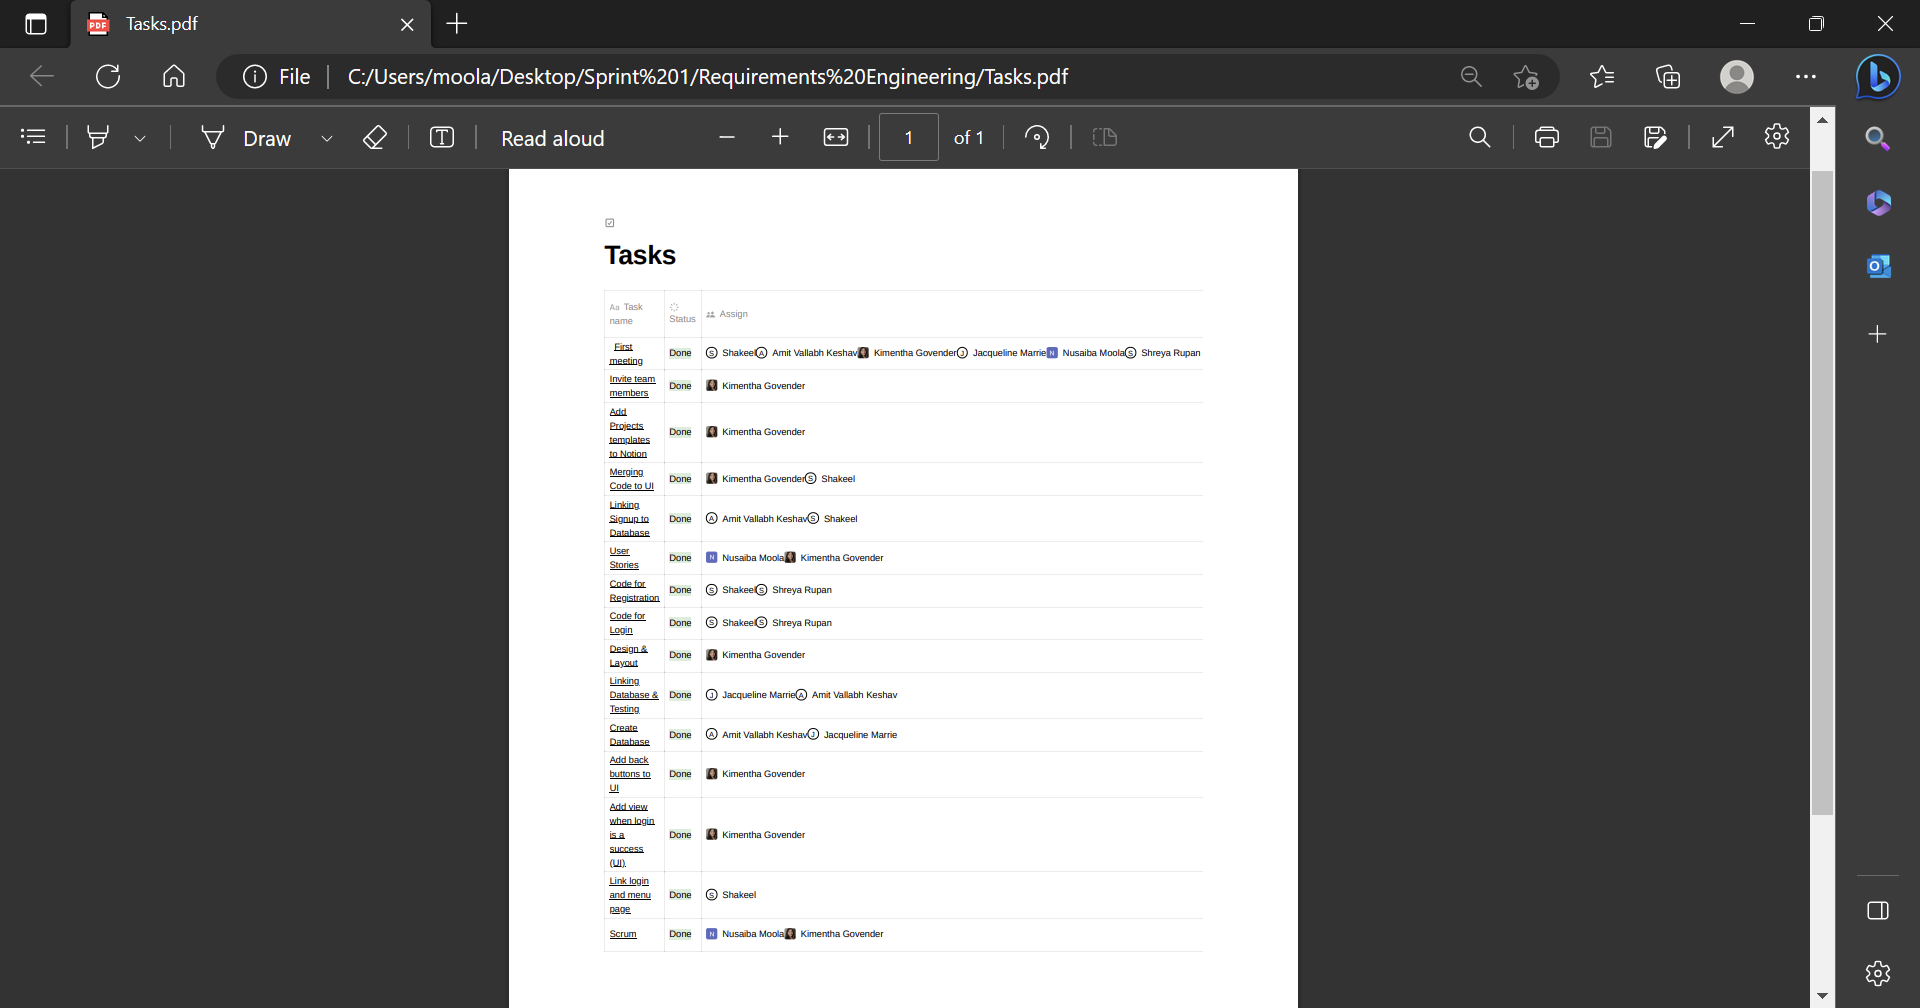 Tasks.pdf
File
C:/Users/moola/Desktop/Sprint%201/Requirements%20Engineering/Tasks.pdf
Draw
Read aloud
1
of 1
Tasks
Aa Task
name
Status
Assign
First
meeting
Done
S Shakeel A Amit Vallabh Keshav Kimentha Govender J Jacqueline Marrie N Nusaiba Moola S Shreya Rupan
Invite team
members
Done
Kimentha Govender
Add
Projects
templates
to Notion
Done
Kimentha Govender
Merging
Code to UI
Done
Kimentha Govender S Shakeel
Linking
Signup to
Database
Done
A Amit Vallabh Keshav S Shakeel
User
Stories
Done
N Nusaiba Moola Kimentha Govender
Code for
Registration
Done
S Shakeel S Shreya Rupan
Code for
Login
Done
S Shakeel S Shreya Rupan
Design &
Layout
Done
Kimentha Govender
Linking
Database &
Testing
Done
J Jacqueline Marrie A Amit Vallabh Keshav
Create
Database
Done
A Amit Vallabh Keshav J Jacqueline Marrie
Add back
buttons to
UI
Done
Kimentha Govender
Add view
when login
is a
success
(UI)
Done
Kimentha Govender
Link login
and menu
page
Done
S Shakeel
Scrum
Done
N Nusaiba Moola Kimentha Govender